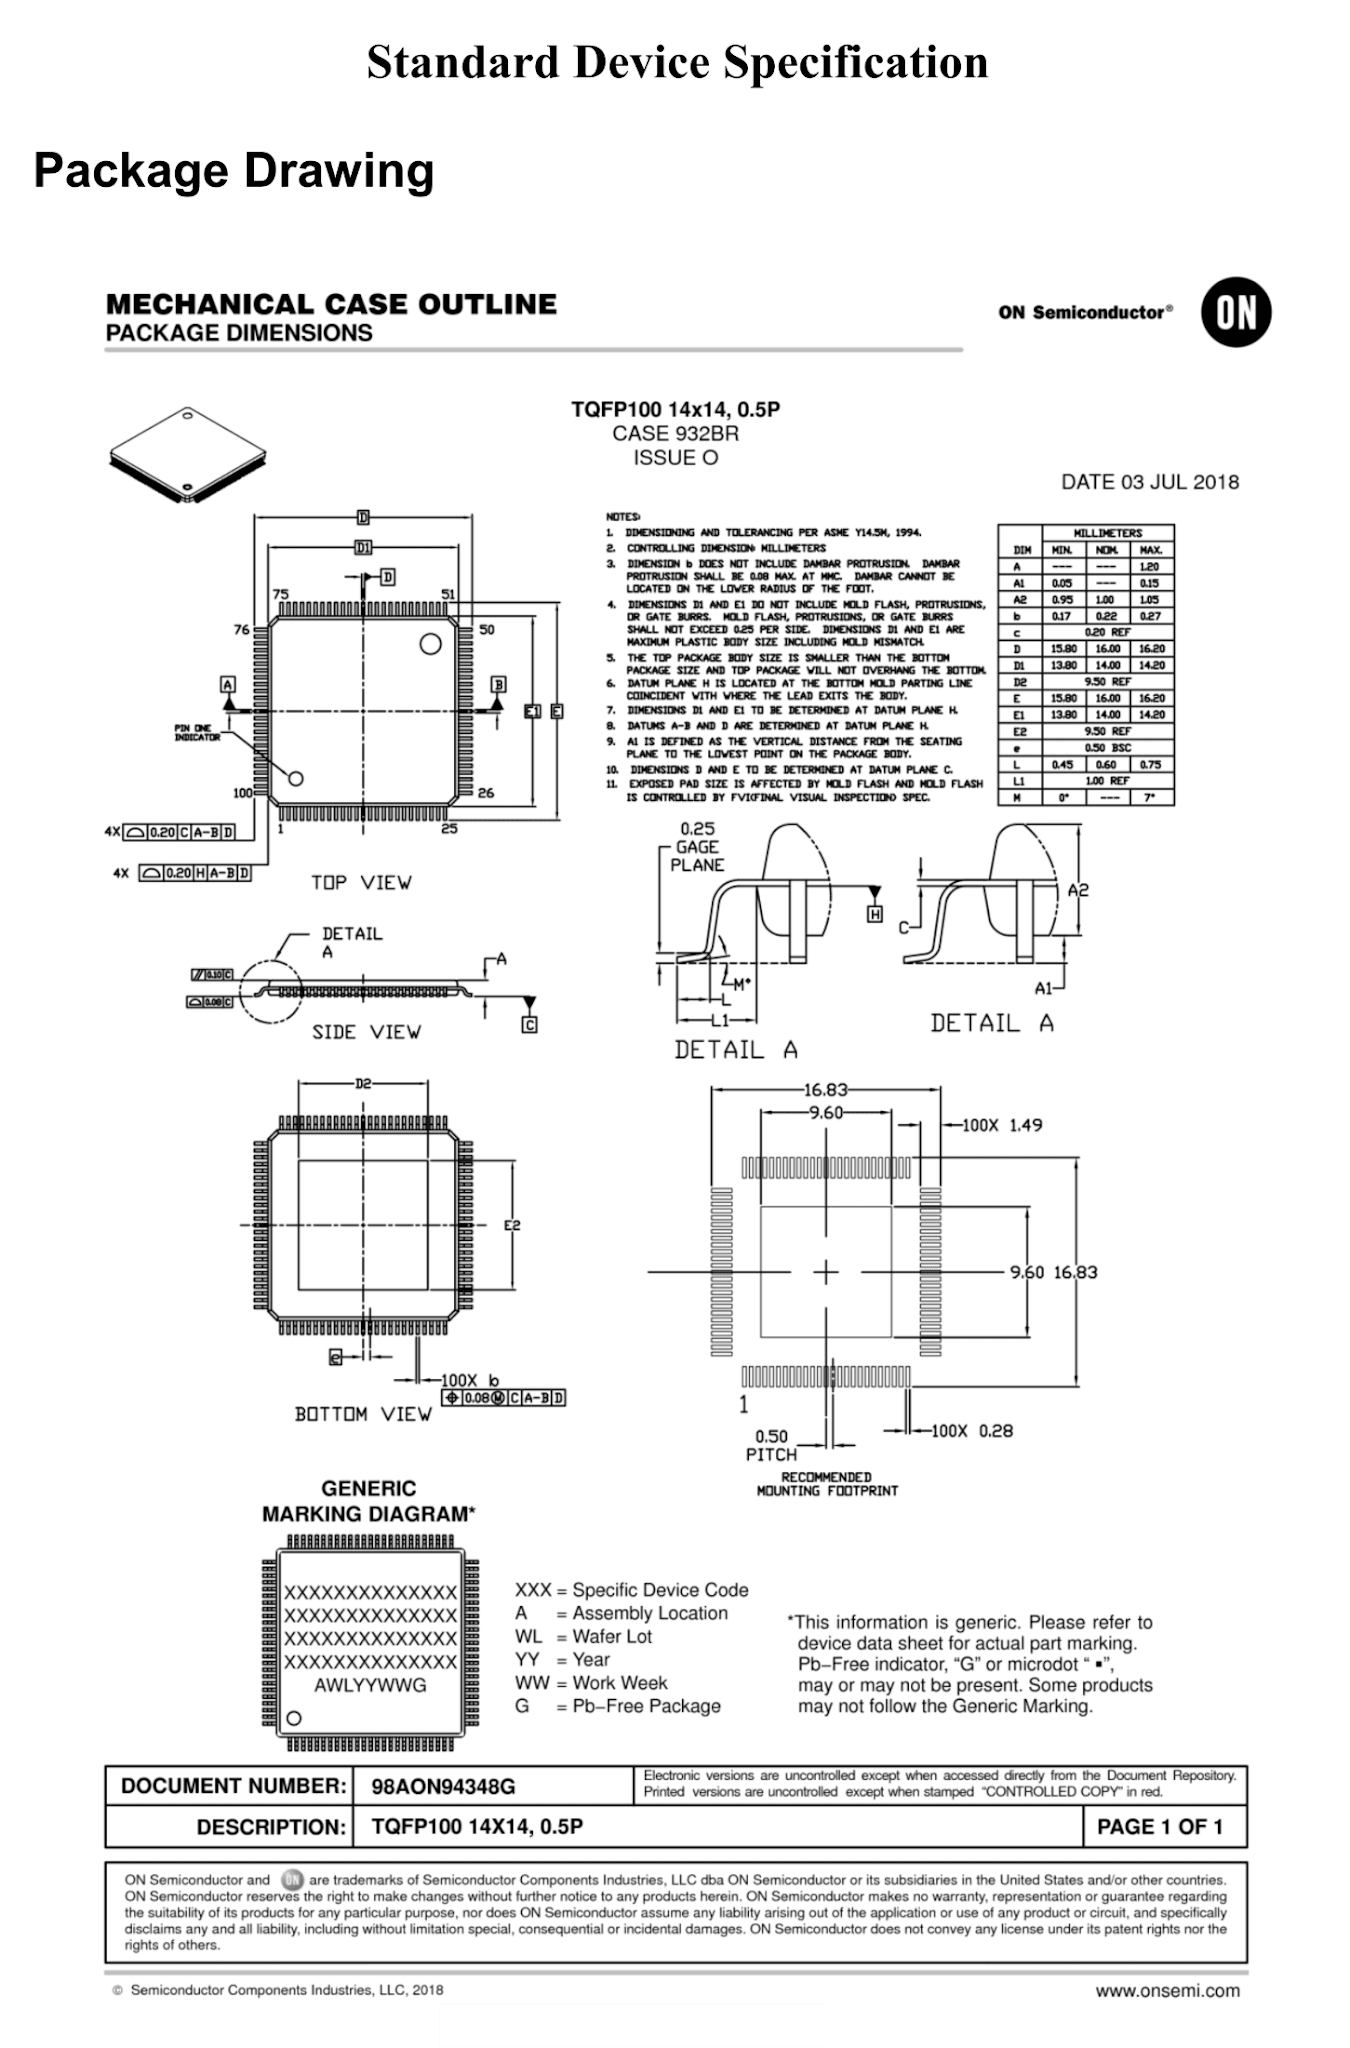 Standard Device Specification
Package Drawing
MECHANICAL CASE OUTLINE
PACKAGE DIMENSIONS
ON Semiconductor®
ON
TQFP100 14x14, 0.5P
CASE 932BR
ISSUE O
DATE 03 JUL 2018
D
D1
D
75
51
76
50
A
B
E1
E
PIN ONE
INDICATOR
100
26
1
25
4X 0.20 C A-B D
4X 0.20 H A-B D
TOP VIEW
NOTES:
1. DIMENSIONING AND TOLERANCING PER ASME Y14.5M, 1994.
2. CONTROLLING DIMENSION: MILLIMETERS
3. DIMENSION b DOES NOT INCLUDE DAMBAR PROTRUSION. DAMBAR
PROTRUSION SHALL BE 0.08 MAX. AT MMC. DAMBAR CANNOT BE
LOCATED ON THE LOWER RADIUS OF THE FOOT.
4. DIMENSIONS D1 AND E1 DO NOT INCLUDE MOLD FLASH, PROTRUSIONS,
OR GATE BURRS. MOLD FLASH, PROTRUSIONS, OR GATE BURRS
SHALL NOT EXCEED 0.25 PER SIDE. DIMENSIONS D1 AND E1 ARE
MAXIMUM PLASTIC BODY SIZE INCLUDING MOLD MISMATCH.
5. THE TOP PACKAGE BODY SIZE IS SMALLER THAN THE BOTTOM
PACKAGE SIZE AND TOP PACKAGE WILL NOT OVERHANG THE BOTTOM.
6. DATUM PLANE H IS LOCATED AT THE BOTTOM MOLD PARTING LINE
COINCIDENT WITH WHERE THE LEAD EXITS THE BODY.
7. DIMENSIONS D1 AND E1 TO BE DETERMINED AT DATUM PLANE H.
8. DATUMS A-B AND D ARE DETERMINED AT DATUM PLANE H.
9. A1 IS DEFINED AS THE VERTICAL DISTANCE FROM THE SEATING
PLANE TO THE LOWEST POINT ON THE PACKAGE BODY.
10. DIMENSIONS D AND E TO BE DETERMINED AT DATUM PLANE C.
11. EXPOSED PAD SIZE IS AFFECTED BY MOLD FLASH AND MOLD FLASH
IS CONTROLLED BY FVI(FINAL VISUAL INSPECTION) SPEC.
MILLIMETERS
DIM MIN. NOM. MAX.
A --- --- 1.20
A1 0.05 --- 0.15
A2 0.95 1.00 1.05
b 0.17 0.22 0.27
c 0.20 REF
D 15.80 16.00 16.20
D1 13.80 14.00 14.20
D2 9.50 REF
E 15.80 16.00 16.20
E1 13.80 14.00 14.20
E2 9.50 REF
e 0.50 BSC
L 0.45 0.60 0.75
L1 1.00 REF
M 0° --- 7°
0.25
GAGE
PLANE
H
M°
L
L1
DETAIL A
A2
C
A1
DETAIL A
DETAIL
A
A
// 0.10 C
0.08 C
C
SIDE VIEW
D2
E2
e
100X b
⌖ 0.08 Ⓜ C A-B D
BOTTOM VIEW
16.83
9.60
100X 1.49
9.60 16.83
1
100X 0.28
0.50
PITCH
RECOMMENDED
MOUNTING FOOTPRINT
GENERIC
MARKING DIAGRAM*
XXXXXXXXXXXXXX
XXXXXXXXXXXXXX
XXXXXXXXXXXXXX
XXXXXXXXXXXXXX
AWLYYWWG
XXX = Specific Device Code
A = Assembly Location
WL = Wafer Lot
YY = Year
WW = Work Week
G = Pb−Free Package
*This information is generic. Please refer to
device data sheet for actual part marking.
Pb−Free indicator, “G” or microdot “ ▪”,
may or may not be present. Some products
may not follow the Generic Marking.
DOCUMENT NUMBER: 98AON94348G
Electronic versions are uncontrolled except when accessed directly from the Document Repository.
Printed versions are uncontrolled except when stamped “CONTROLLED COPY” in red.
DESCRIPTION: TQFP100 14X14, 0.5P
PAGE 1 OF 1
ON Semiconductor and ON are trademarks of Semiconductor Components Industries, LLC dba ON Semiconductor or its subsidiaries in the United States and/or other countries.
ON Semiconductor reserves the right to make changes without further notice to any products herein. ON Semiconductor makes no warranty, representation or guarantee regarding
the suitability of its products for any particular purpose, nor does ON Semiconductor assume any liability arising out of the application or use of any product or circuit, and specifically
disclaims any and all liability, including without limitation special, consequential or incidental damages. ON Semiconductor does not convey any license under its patent rights nor the
rights of others.
© Semiconductor Components Industries, LLC, 2018
www.onsemi.com